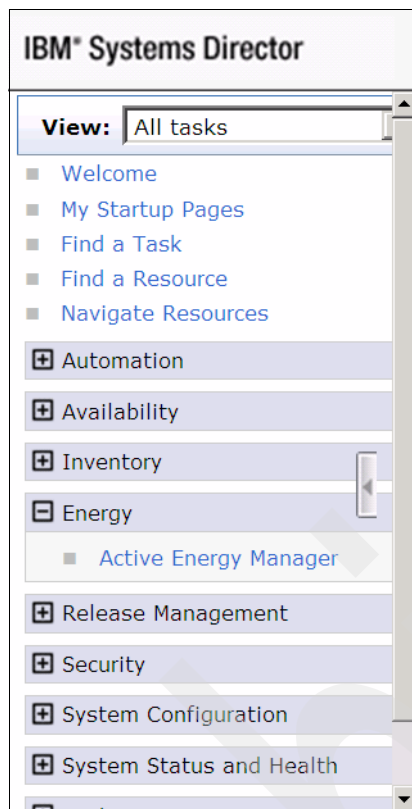 IBM® Systems Director
View: All tasks
Welcome
My Startup Pages
Find a Task
Find a Resource
Navigate Resources
Automation
Availability
Inventory
Energy
Active Energy Manager
Release Management
Security
System Configuration
System Status and Health